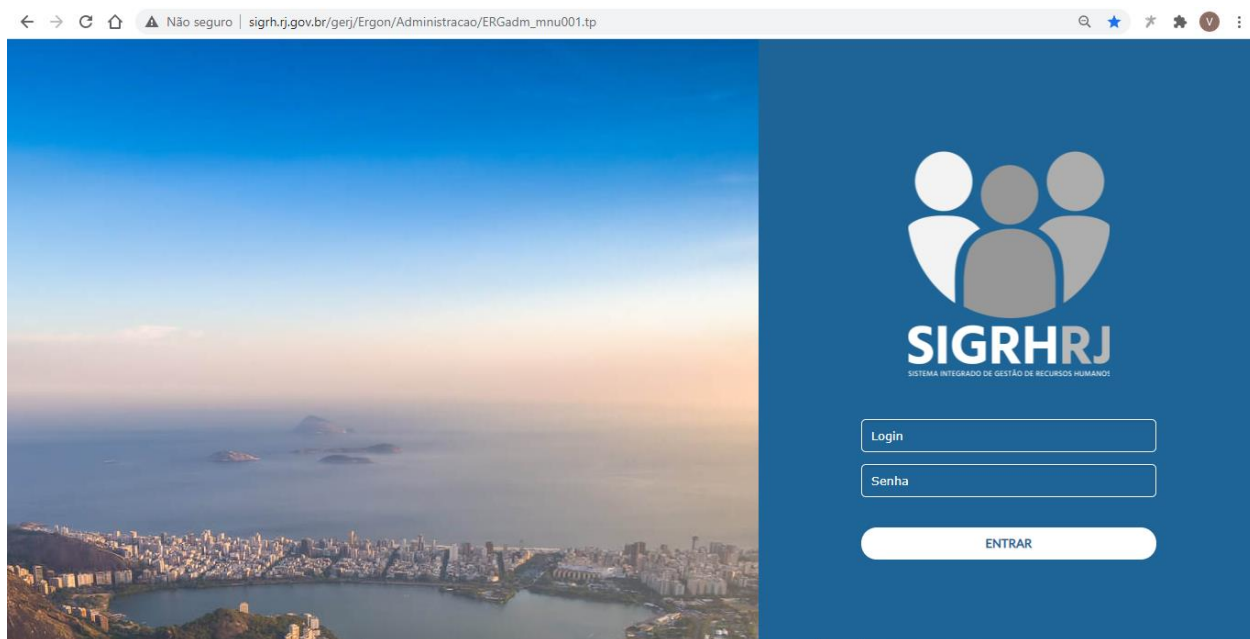 Não seguro | sigrh.rj.gov.br/gerj/Ergon/Administracao/ERGadm_mnu001.tp
V
SIGRHRJ
SISTEMA INTEGRADO DE GESTÃO DE RECURSOS HUMANOS
Login
Senha
ENTRAR